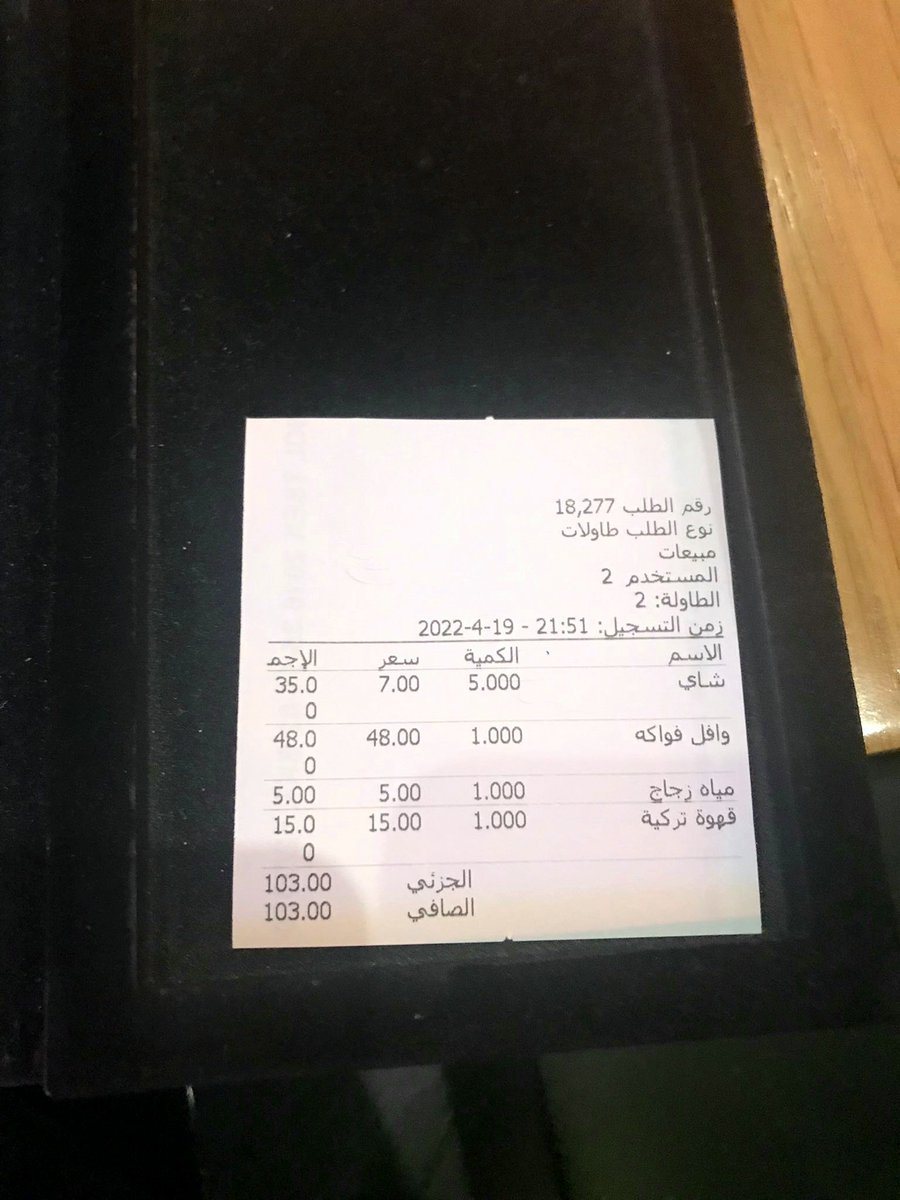 رقم الطلب 18,277
نوع الطلب طاولات
مبيعات
المستخدم 2
الطاولة: 2
زمن التسجيل: 21:51 - 2022-4-19
الاسم الكمية سعر الإجم
شاي 5.000 7.00 35.0
0
وافل فواكه 1.000 48.00 48.0
0
مياه زجاج 1.000 5.00 5.00
قهوة تركية 1.000 15.00 15.0
0
الجزئي 103.00
الصافي 103.00